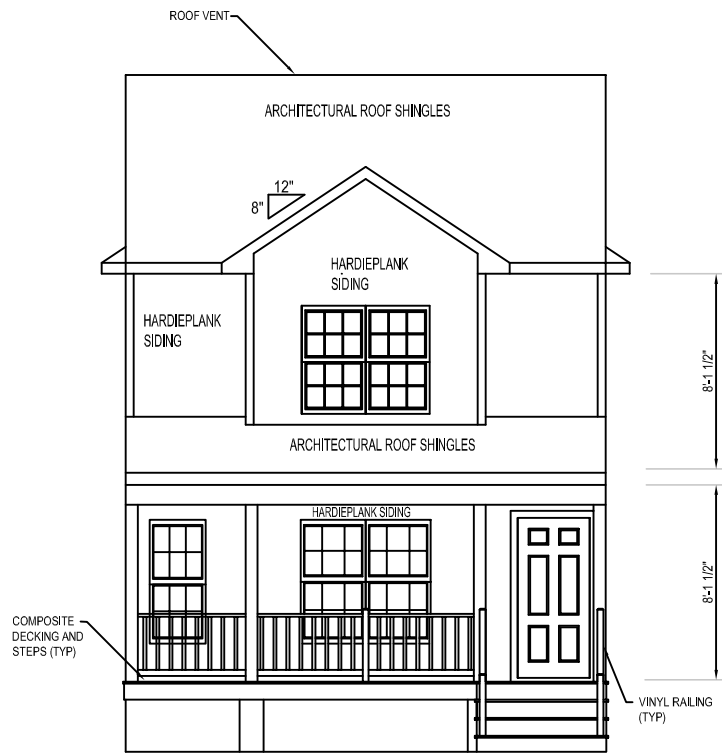 ROOF VENT
ARCHITECTURAL ROOF SHINGLES
12"
8"
HARDIEPLANK
SIDING
HARDIEPLANK
SIDING
8'-1 1/2"
ARCHITECTURAL ROOF SHINGLES
HARDIEPLANK SIDING
8'-1 1/2"
COMPOSITE
DECKING AND
STEPS (TYP)
VINYL RAILING
(TYP)